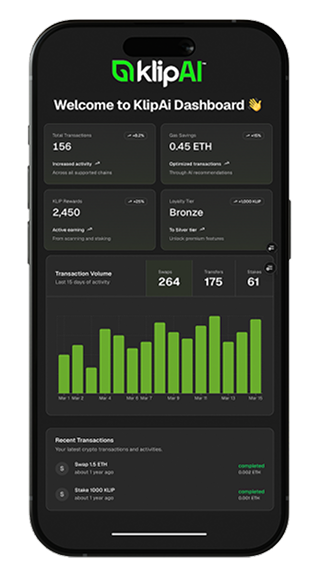 klipAI™
Welcome to KlipAi Dashboard 👋
Total Transactions
+8.2%
156
Increased activity
Across all supported chains
Gas Savings
+15%
0.45 ETH
Optimized transactions
Through AI recommendations
KLIP Rewards
+25%
2,450
Active earning
From scanning and staking
Loyalty Tier
+1,000 KLIP
Bronze
To Silver tier
Unlock premium features
Transaction Volume
Last 15 days of activity
Swaps
264
Transfers
175
Stakes
61
Mar 1 Mar 2 Mar 4 Mar 6 Mar 7 Mar 9 Mar 11 Mar 13 Mar 15
Recent Transactions
Your latest crypto transactions and activities.
S
Swap 1.5 ETH
about 1 year ago
completed
0.002 ETH
S
Stake 1000 KLIP
about 1 year ago
completed
0.001 ETH